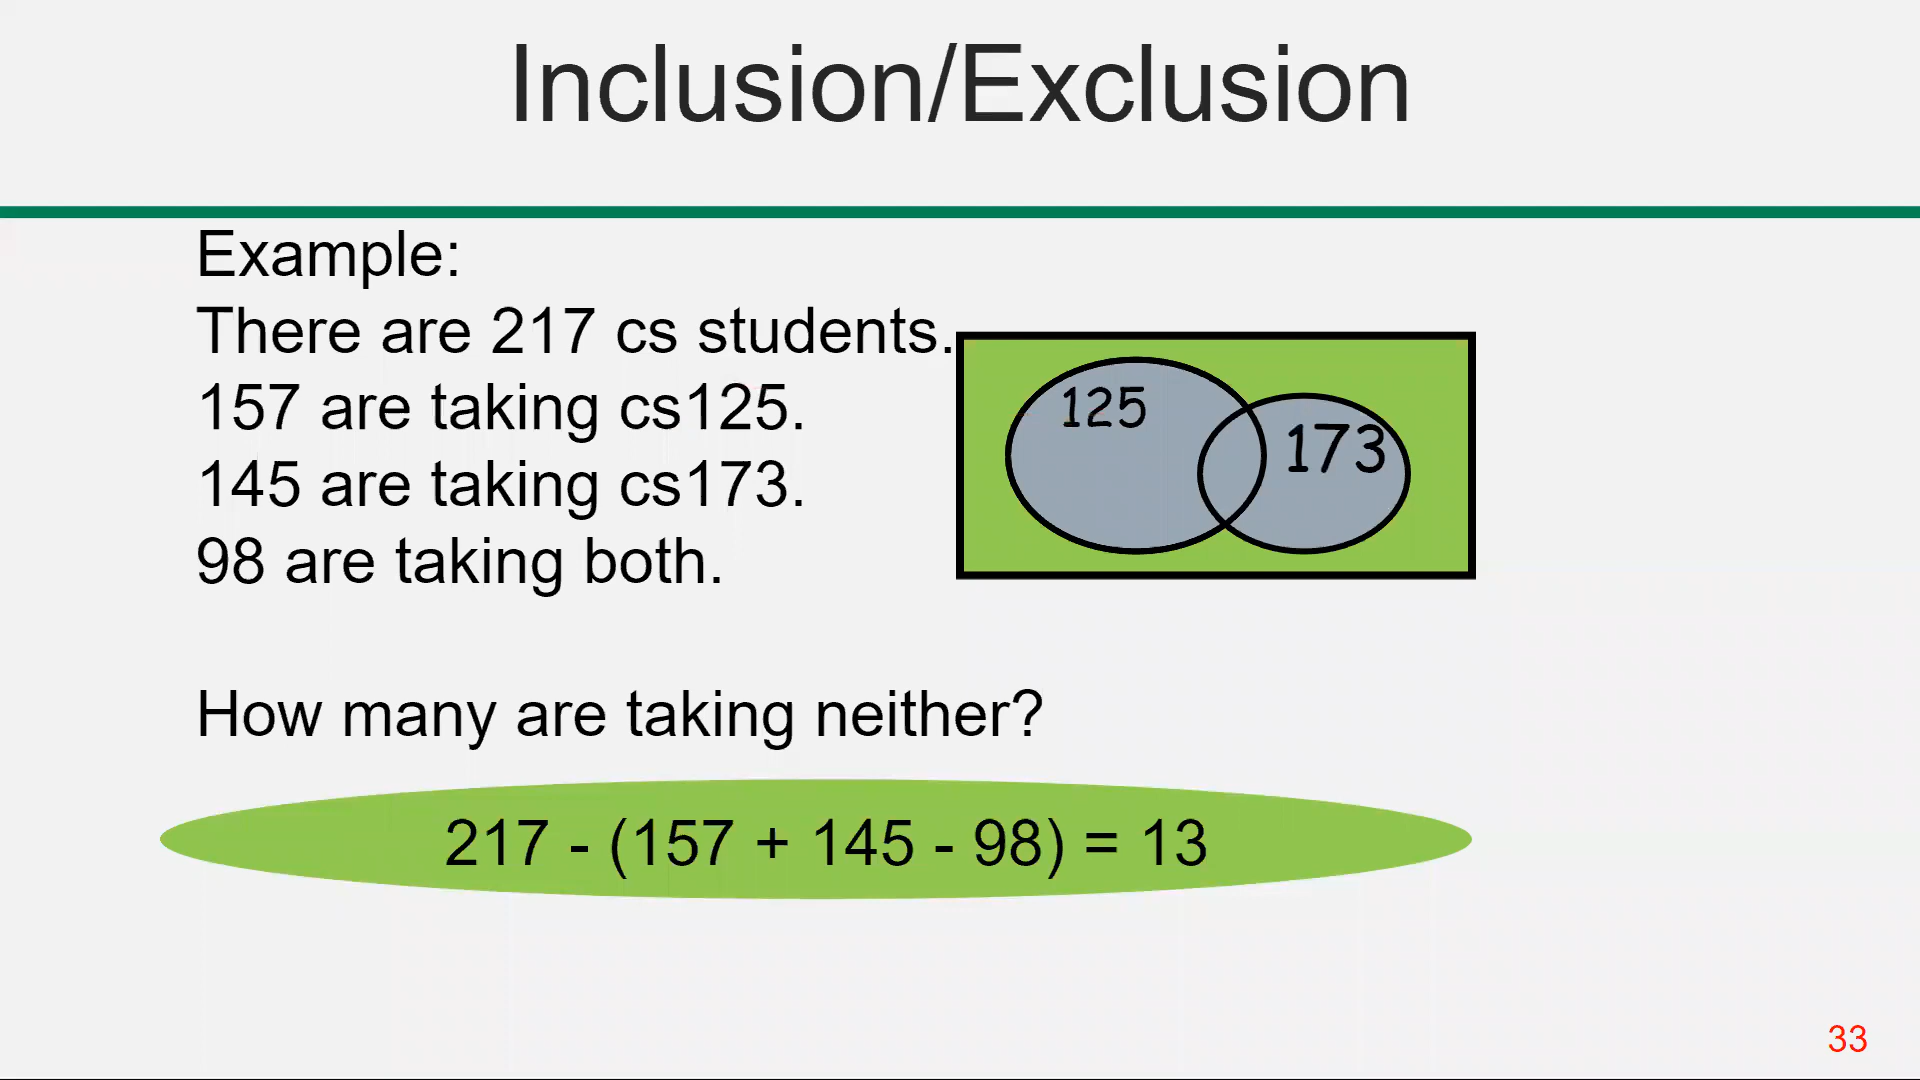 Inclusion/Exclusion
Example:
There are 217 cs students.
157 are taking cs125.
145 are taking cs173.
98 are taking both.
125
173
How many are taking neither?
217 - (157 + 145 - 98) = 13
33